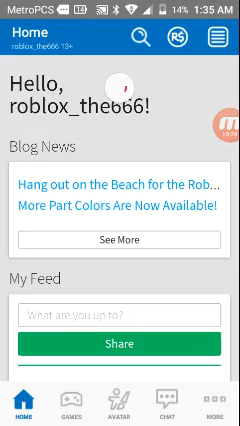 MetroPCS 14 14% 1:35 AM
Home
roblox_the666 13+
R$
Hello,
roblox_the666!
Blog News
Hang out on the Beach for the Rob...
More Part Colors Are Now Available!
See More
My Feed
What are you up to?
Share
HOME GAMES AVATAR CHAT MORE